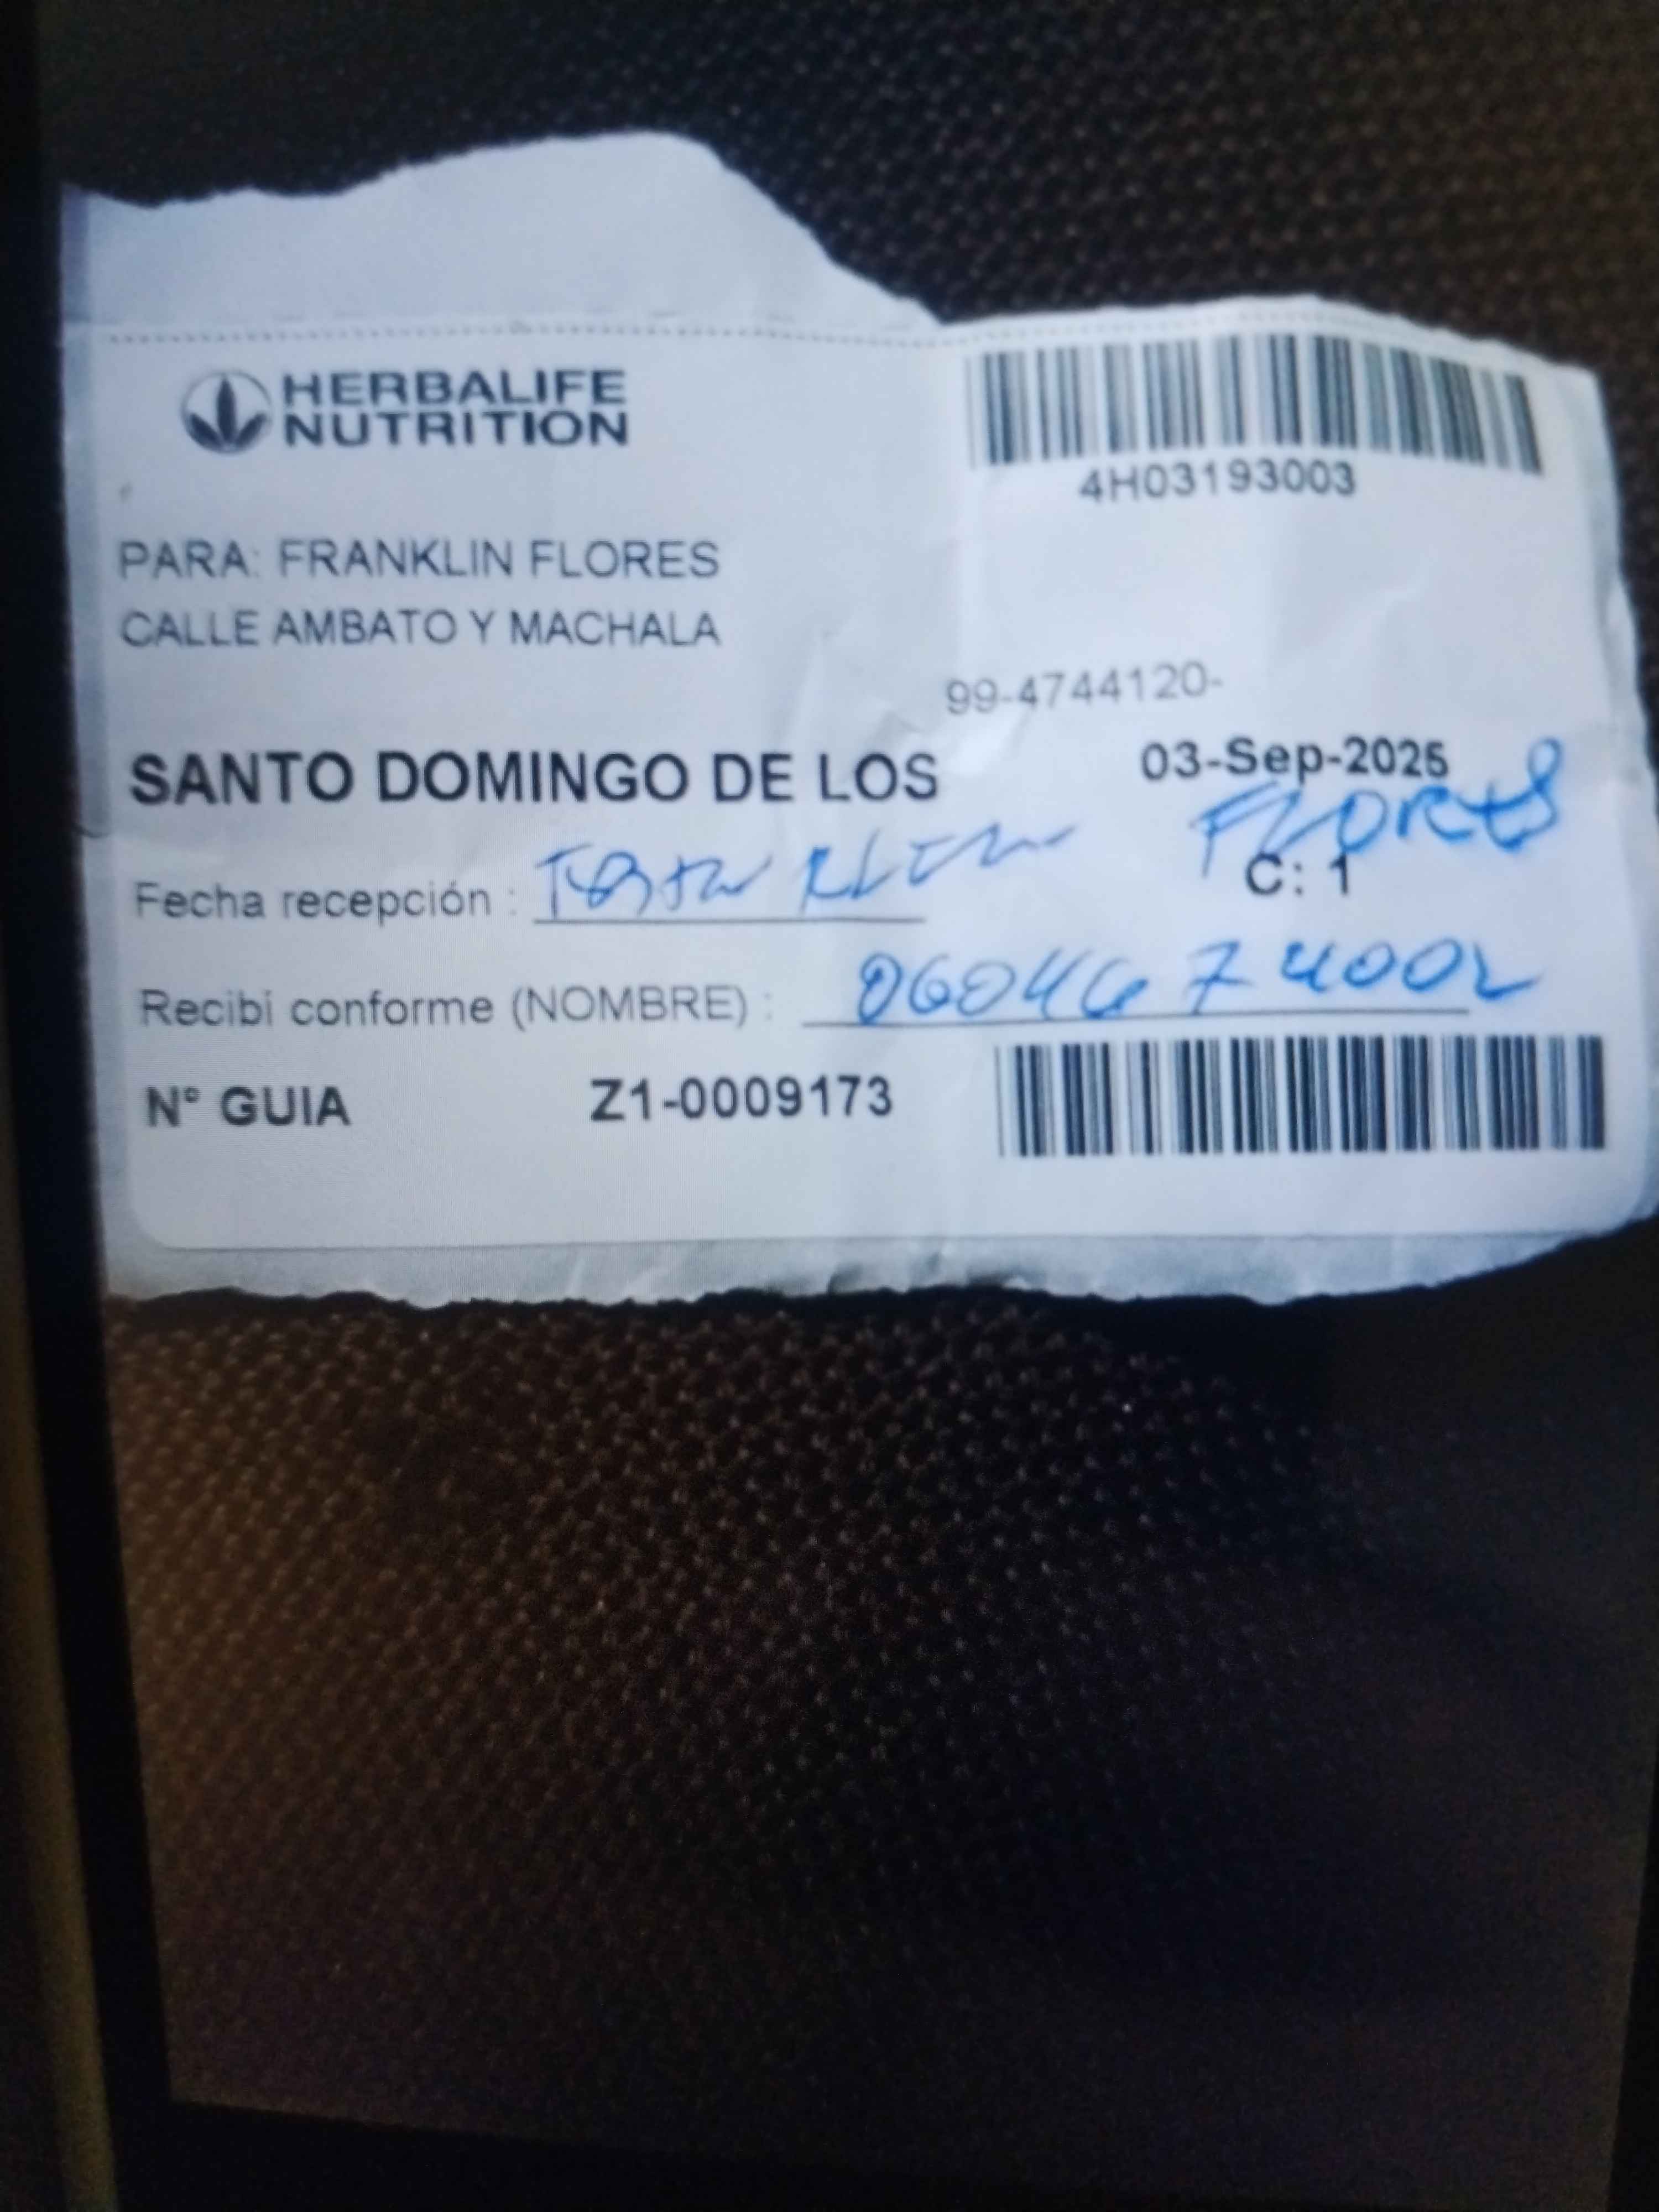 HERBALIFE
NUTRITION
4H03193003
PARA: FRANKLIN FLORES
CALLE AMBATO Y MACHALA
99-4744120-
SANTO DOMINGO DE LOS
03-Sep-2025
FLORES
C: 1
Fecha recepción :
Recibí conforme (NOMBRE) :
N° GUIA Z1-0009173